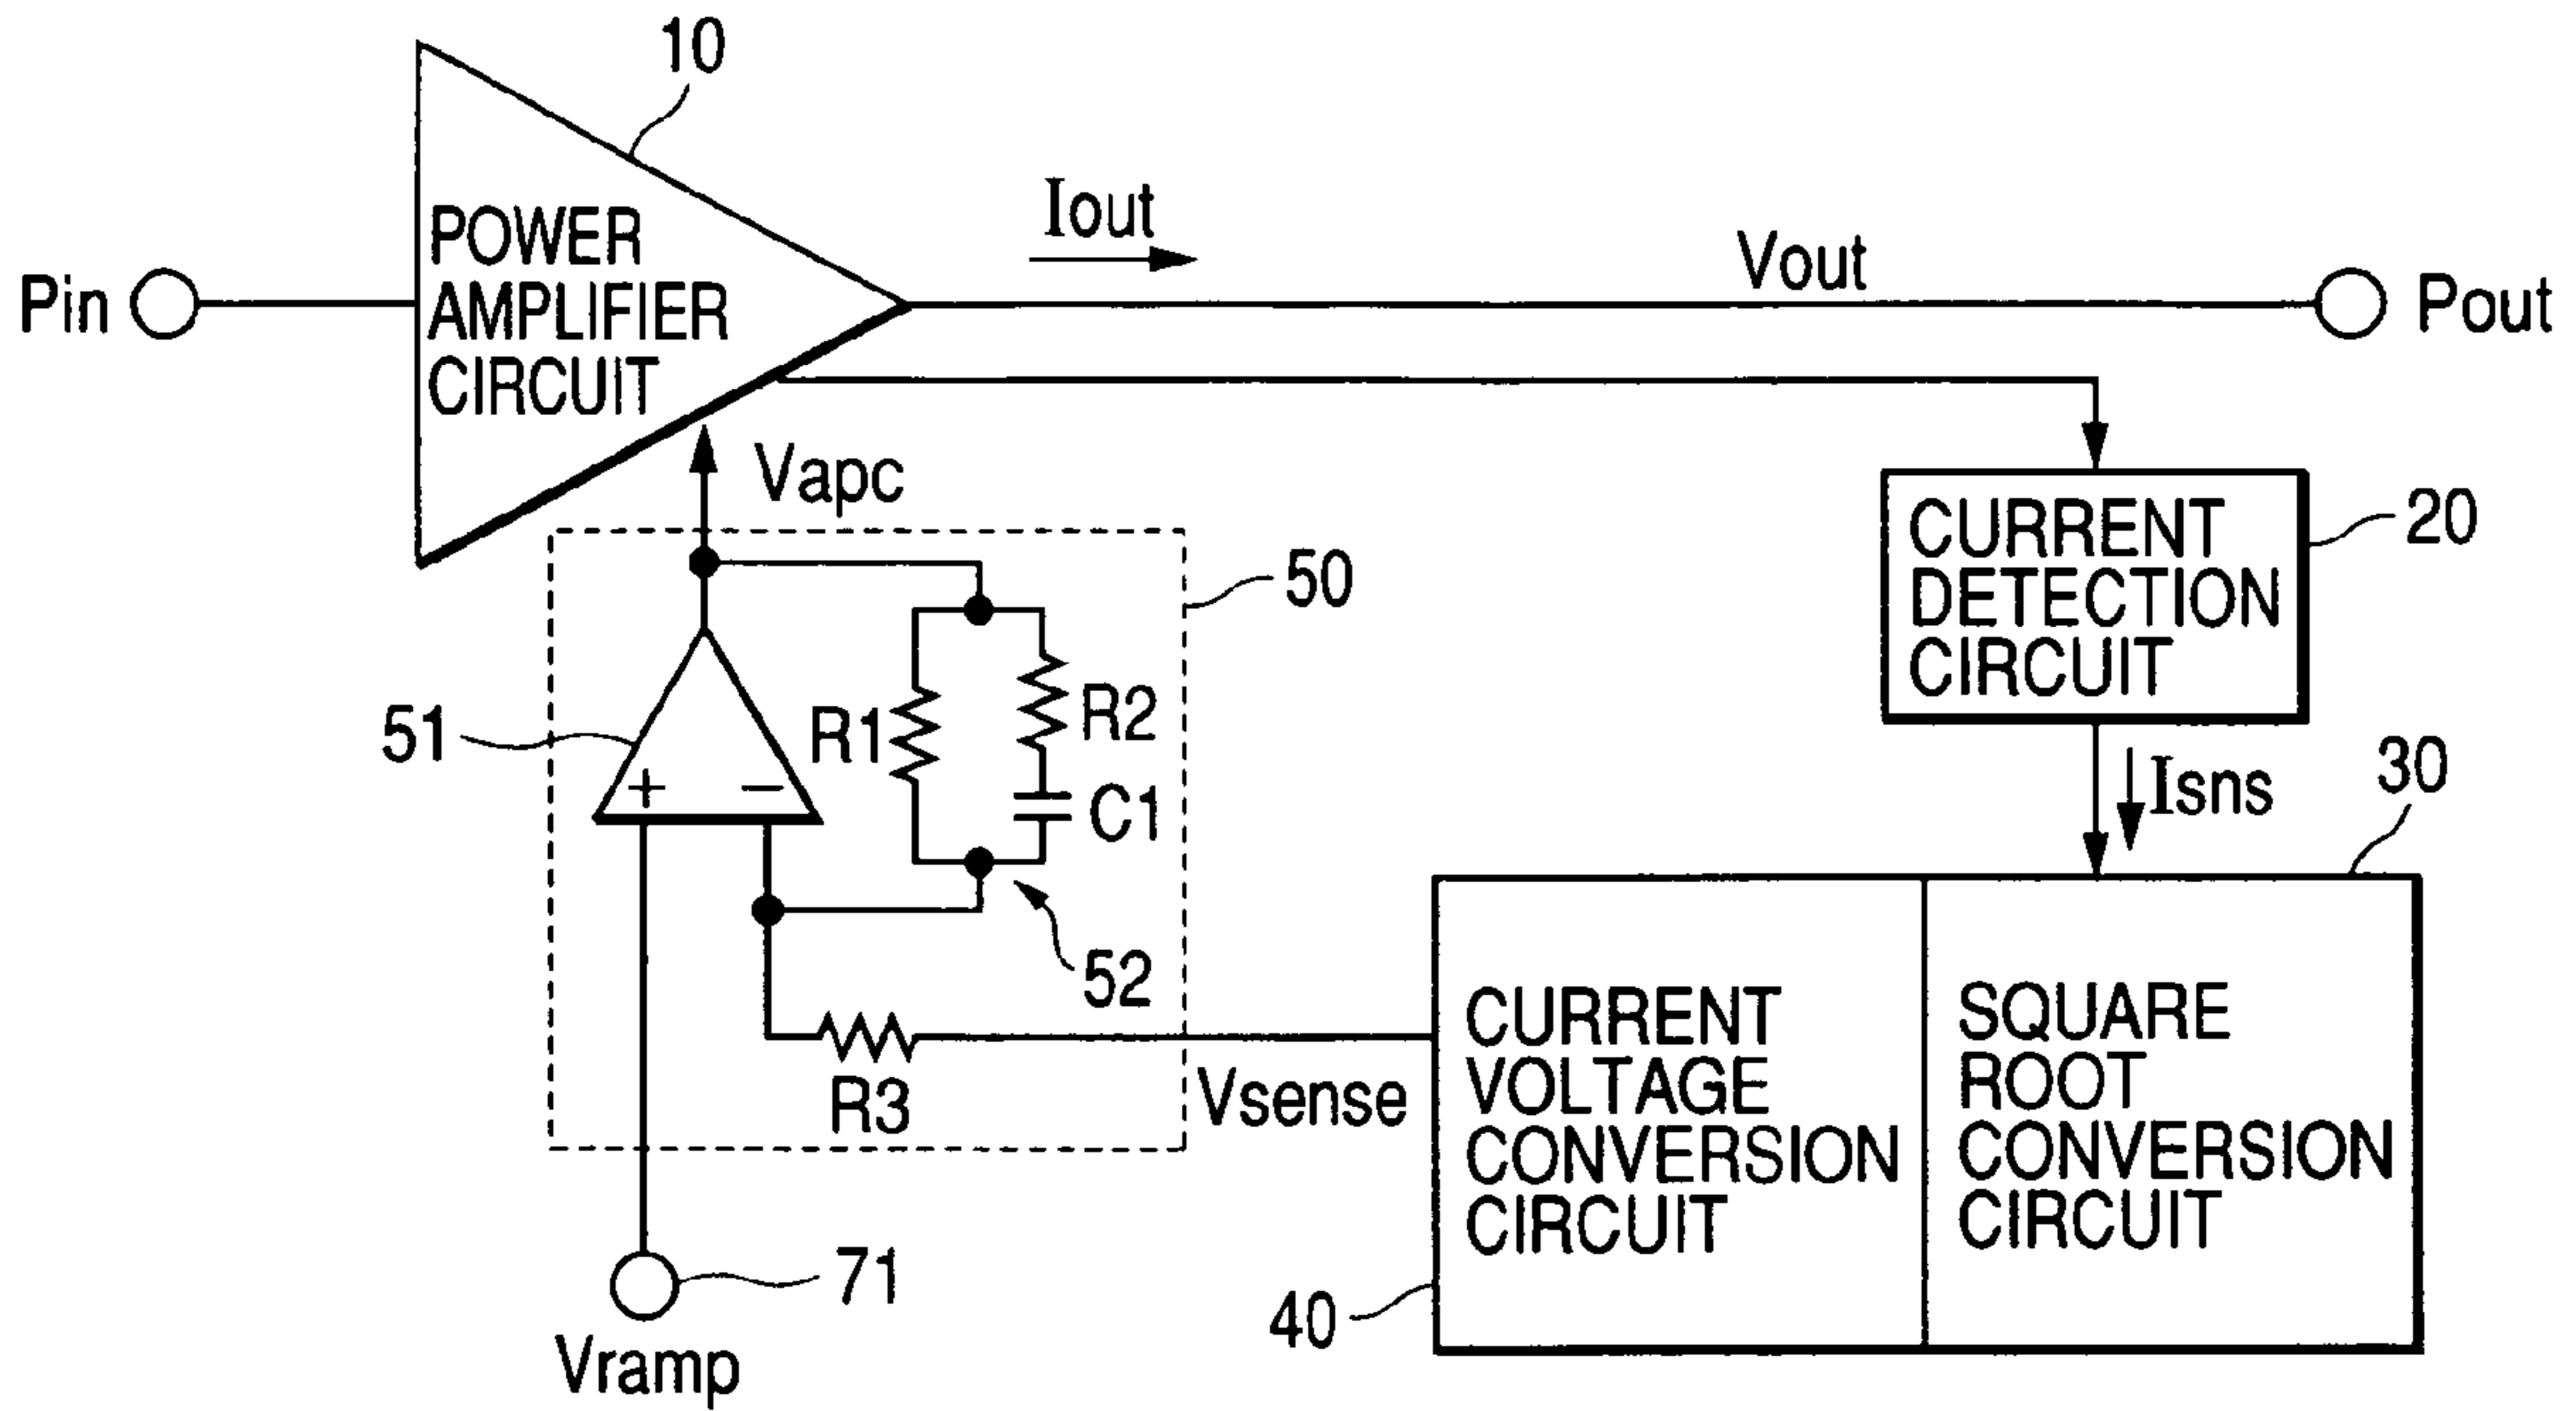 10
POWER
AMPLIFIER
CIRCUIT
Pin
Iout
Vout
Pout
Vapc
CURRENT
DETECTION
CIRCUIT
20
50
51
+
−
R1
R2
C1
52
R3
Isns
30
Vsense
CURRENT
VOLTAGE
CONVERSION
CIRCUIT
SQUARE
ROOT
CONVERSION
CIRCUIT
40
71
Vramp